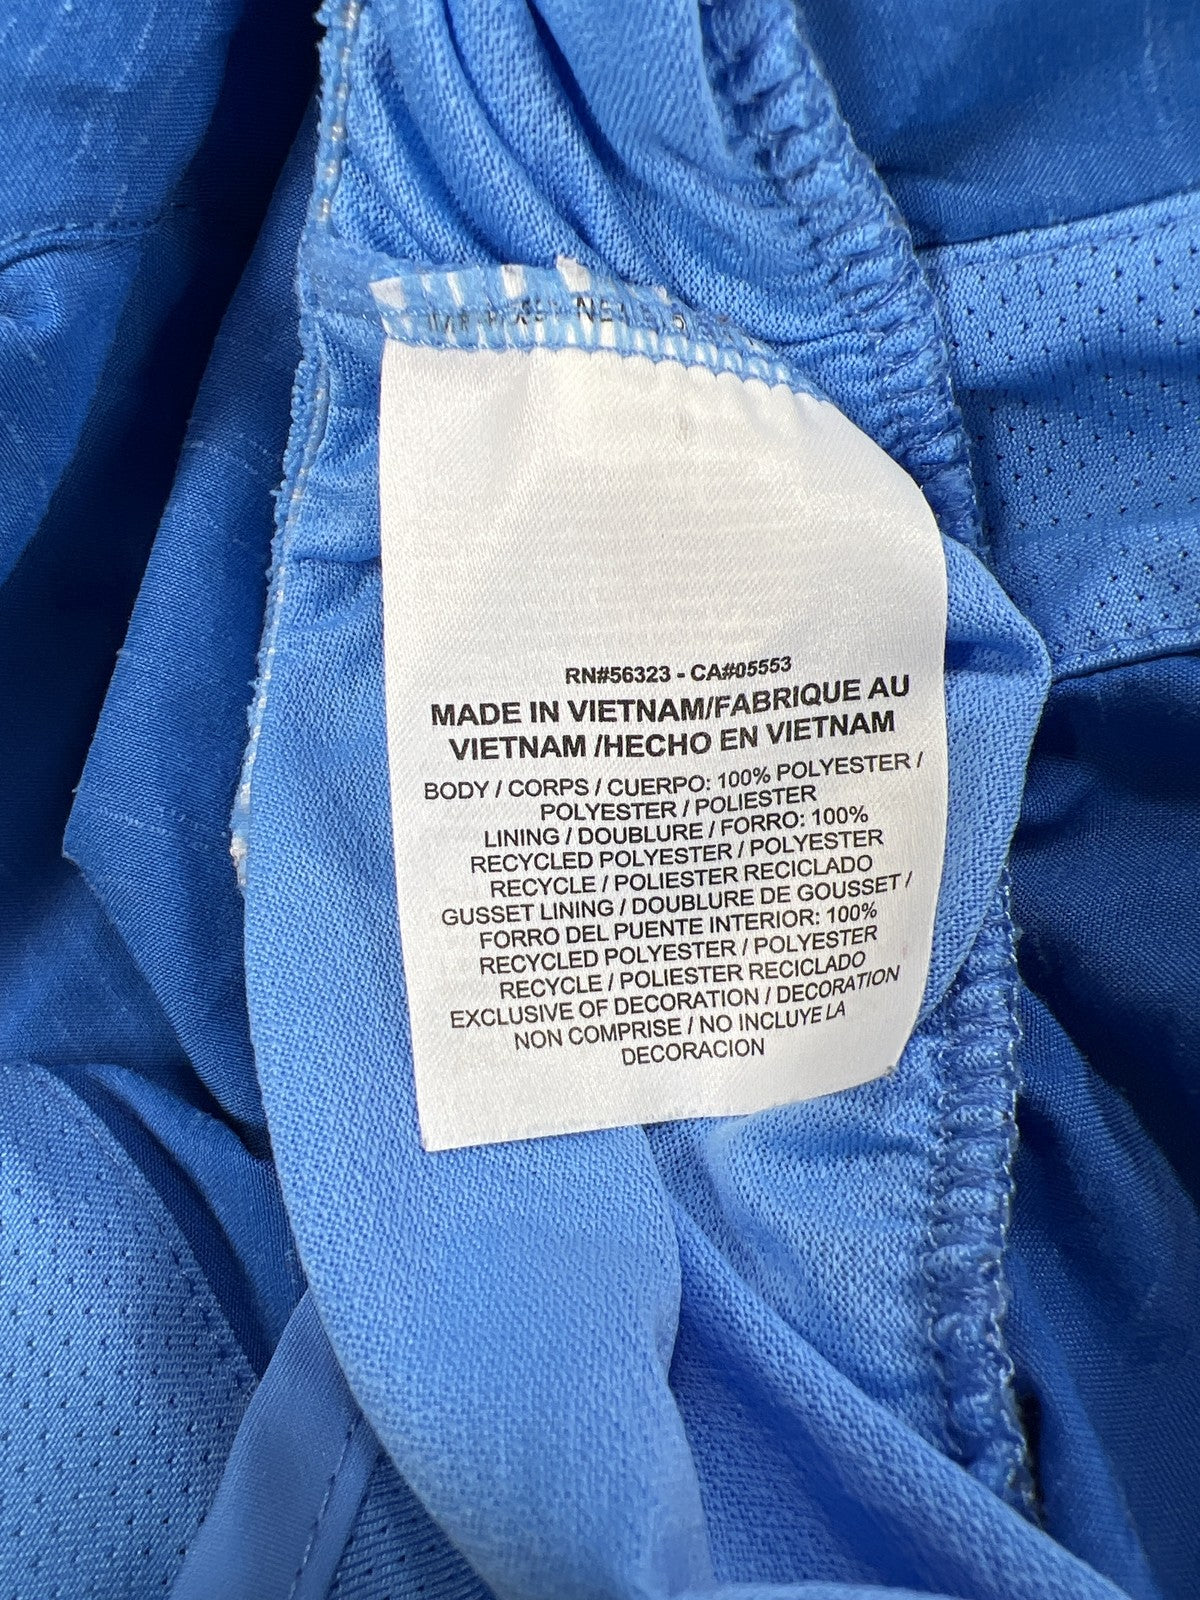 RN#56323 - CA#05553
MADE IN VIETNAM/FABRIQUE AU
VIETNAM /HECHO EN VIETNAM
BODY / CORPS / CUERPO: 100% POLYESTER /
POLYESTER / POLIESTER
LINING / DOUBLURE / FORRO: 100%
RECYCLED POLYESTER / POLYESTER
RECYCLE / POLIESTER RECICLADO
GUSSET LINING / DOUBLURE DE GOUSSET /
FORRO DEL PUENTE INTERIOR: 100%
RECYCLED POLYESTER / POLYESTER
RECYCLE / POLIESTER RECICLADO
EXCLUSIVE OF DECORATION / DECORATION
NON COMPRISE / NO INCLUYE LA
DECORACION